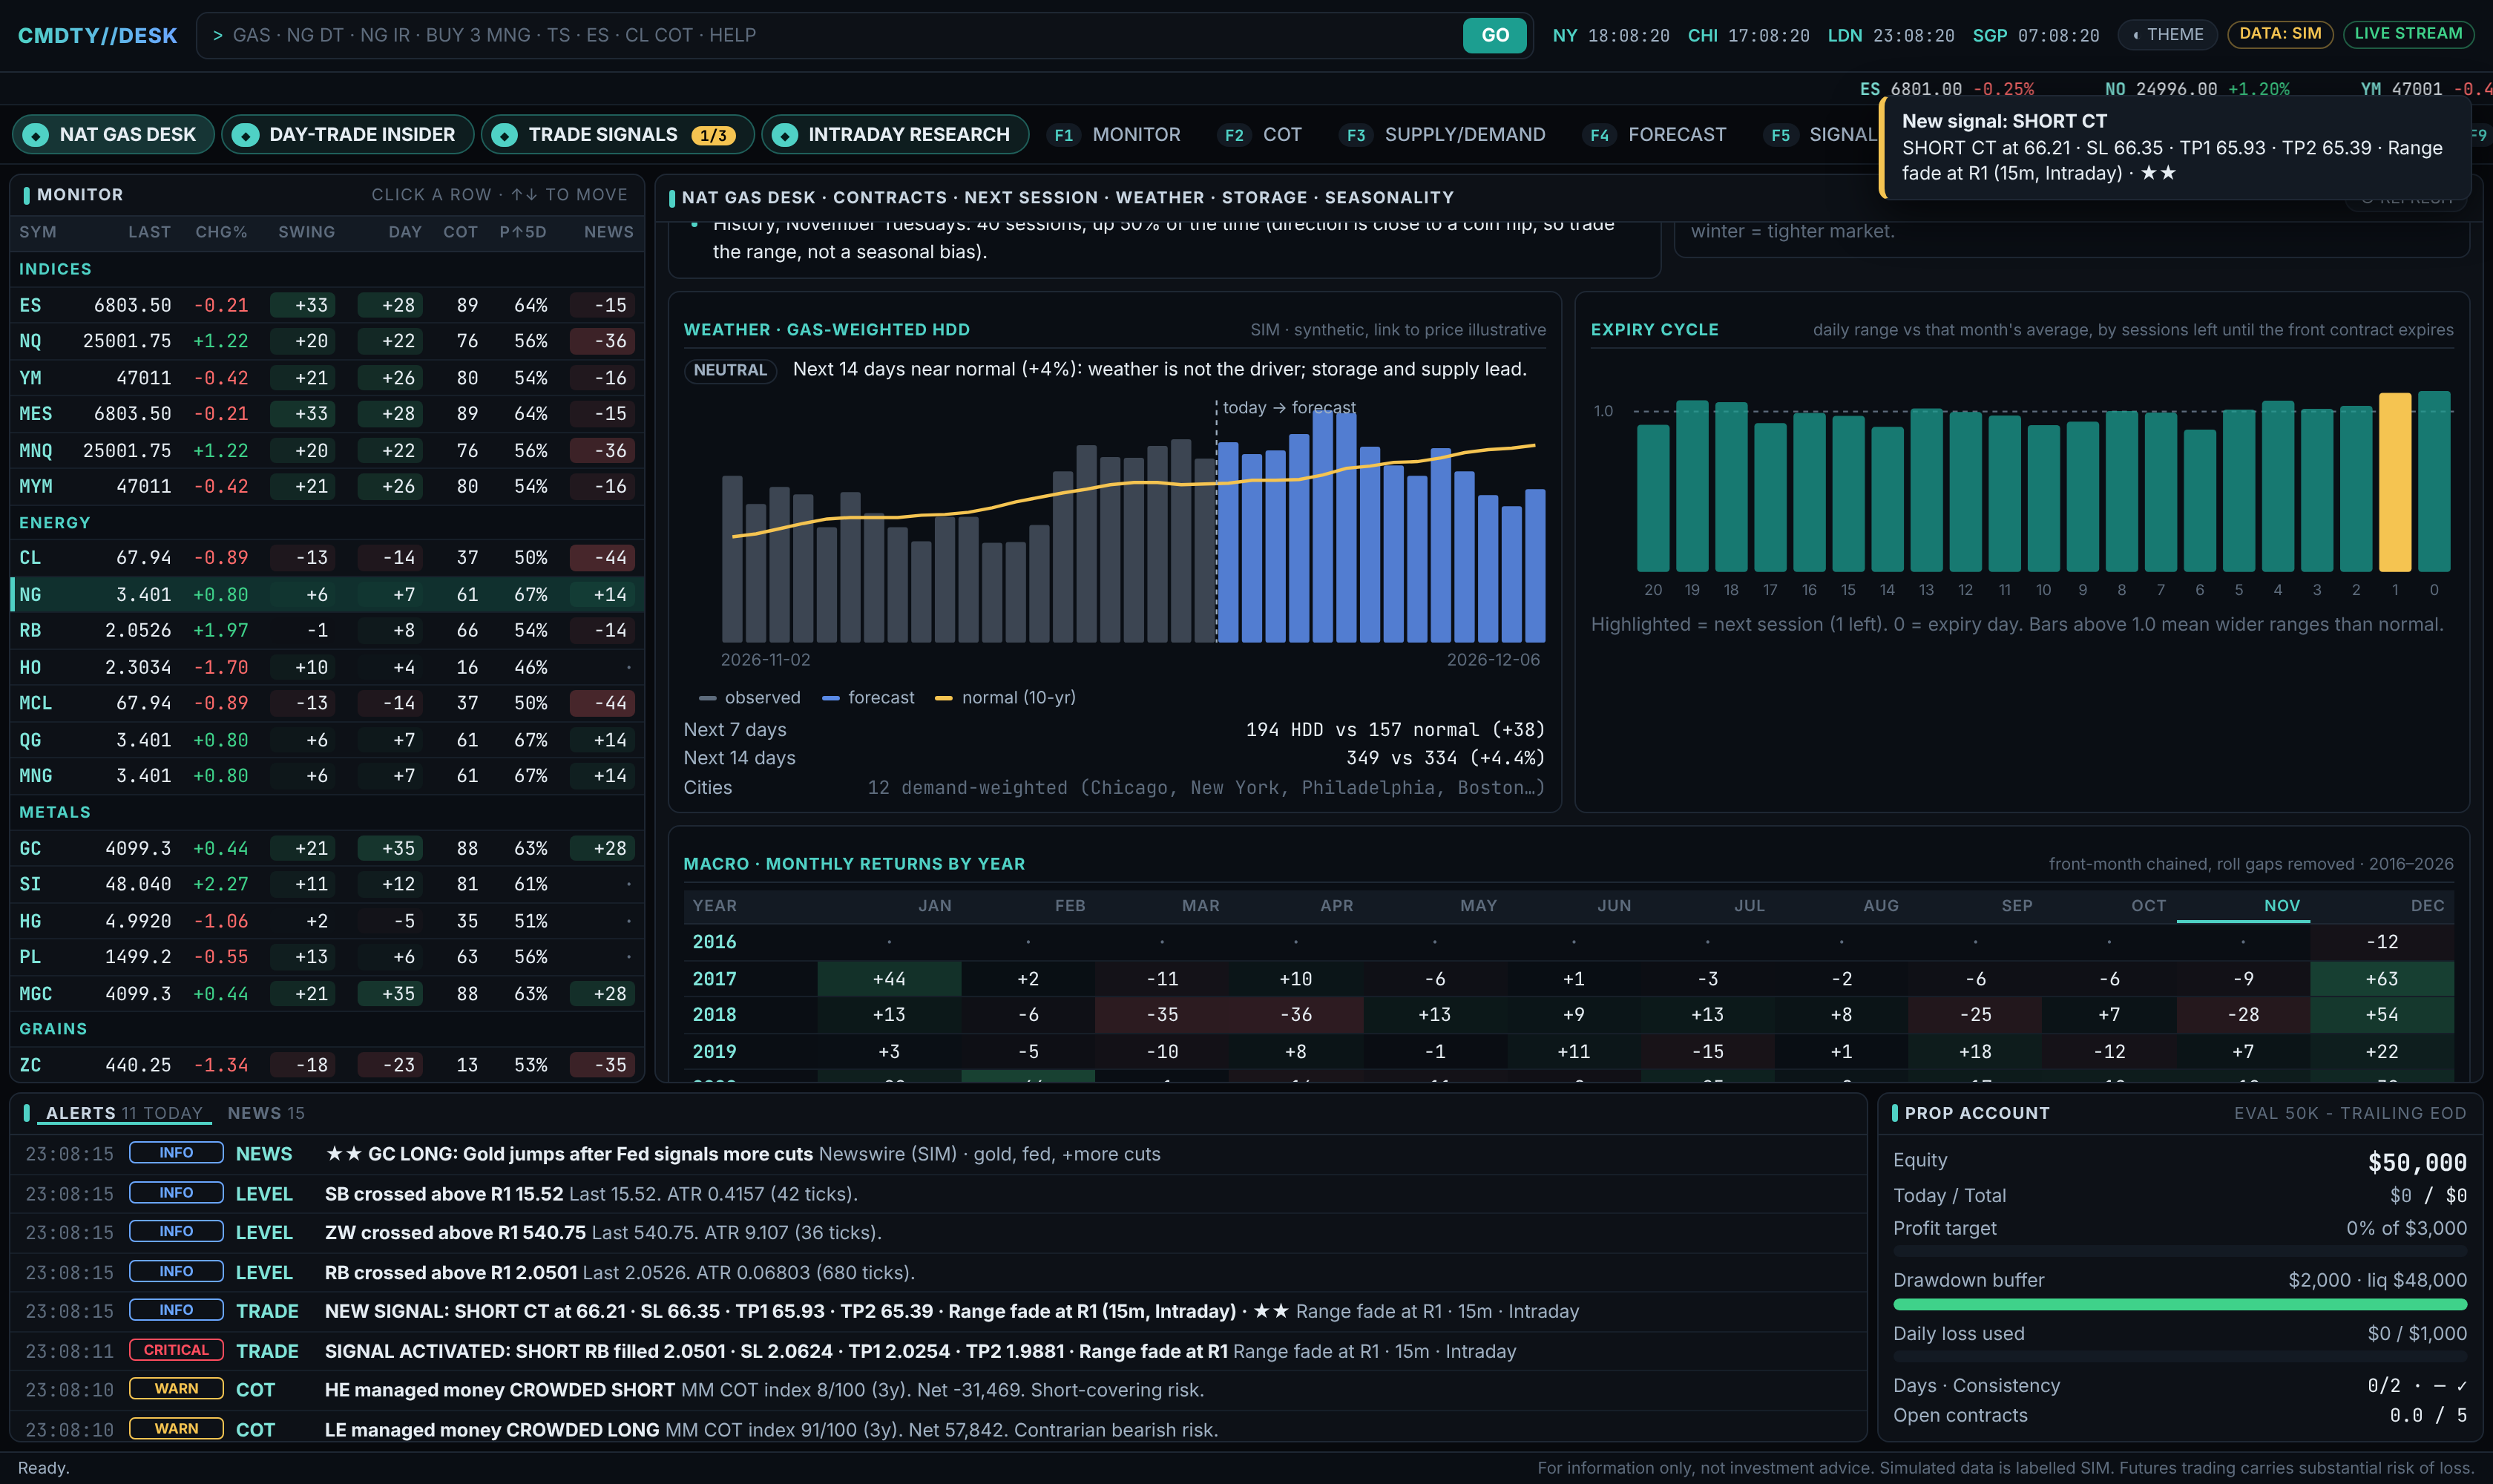 CMDTY//DESK
> GAS · NG DT · NG IR · BUY 3 MNG · TS · ES · CL COT · HELP
GO
NY 18:08:20 CHI 17:08:20 LDN 23:08:20 SGP 07:08:20
THEME
DATA: SIM
LIVE STREAM
ES 6801.00 -0.25% NQ 24996.00 +1.20% YM 47001 -0.4
NAT GAS DESK
DAY-TRADE INSIDER
TRADE SIGNALS 1/3
INTRADAY RESEARCH
F1 MONITOR F2 COT F3 SUPPLY/DEMAND F4 FORECAST F5 SIGNAL F9
New signal: SHORT CT
SHORT CT at 66.21 · SL 66.35 · TP1 65.93 · TP2 65.39 · Range
fade at R1 (15m, Intraday) · ★★
MONITOR CLICK A ROW · ↑↓ TO MOVE
SYM LAST CHG% SWING DAY COT P↑5D NEWS
INDICES
ES 6803.50 -0.21 +33 +28 89 64% -15
NQ 25001.75 +1.22 +20 +22 76 56% -36
YM 47011 -0.42 +21 +26 80 54% -16
MES 6803.50 -0.21 +33 +28 89 64% -15
MNQ 25001.75 +1.22 +20 +22 76 56% -36
MYM 47011 -0.42 +21 +26 80 54% -16
ENERGY
CL 67.94 -0.89 -13 -14 37 50% -44
NG 3.401 +0.80 +6 +7 61 67% +14
RB 2.0526 +1.97 -1 +8 66 54% -14
HO 2.3034 -1.70 +10 +4 16 46% ·
MCL 67.94 -0.89 -13 -14 37 50% -44
QG 3.401 +0.80 +6 +7 61 67% +14
MNG 3.401 +0.80 +6 +7 61 67% +14
METALS
GC 4099.3 +0.44 +21 +35 88 63% +28
SI 48.040 +2.27 +11 +12 81 61% ·
HG 4.9920 -1.06 +2 -5 35 51% ·
PL 1499.2 -0.55 +13 +6 63 56% ·
MGC 4099.3 +0.44 +21 +35 88 63% +28
GRAINS
ZC 440.25 -1.34 -18 -23 13 53% -35
NAT GAS DESK · CONTRACTS · NEXT SESSION · WEATHER · STORAGE · SEASONALITY
REFRESH
• History, November Tuesdays: 40 sessions, up 50% of the time (direction is close to a coin flip, so trade
the range, not a seasonal bias).
winter = tighter market.
WEATHER · GAS-WEIGHTED HDD SIM · synthetic, link to price illustrative
NEUTRAL Next 14 days near normal (+4%): weather is not the driver; storage and supply lead.
today → forecast
2026-11-02 2026-12-06
observed forecast normal (10-yr)
Next 7 days 194 HDD vs 157 normal (+38)
Next 14 days 349 vs 334 (+4.4%)
Cities 12 demand-weighted (Chicago, New York, Philadelphia, Boston…)
EXPIRY CYCLE daily range vs that month's average, by sessions left until the front contract expires
1.0
20 19 18 17 16 15 14 13 12 11 10 9 8 7 6 5 4 3 2 1 0
Highlighted = next session (1 left). 0 = expiry day. Bars above 1.0 mean wider ranges than normal.
MACRO · MONTHLY RETURNS BY YEAR front-month chained, roll gaps removed · 2016–2026
YEAR JAN FEB MAR APR MAY JUN JUL AUG SEP OCT NOV DEC
2016 · · · · · · · · · · · -12
2017 +44 +2 -11 +10 -6 +1 -3 -2 -6 -6 -9 +63
2018 +13 -6 -35 -36 +13 +9 +13 +8 -25 +7 -28 +54
2019 +3 -5 -10 +8 -1 +11 -15 +1 +18 -12 +7 +22
ALERTS 11 TODAY NEWS 15
23:08:15 INFO NEWS ★★ GC LONG: Gold jumps after Fed signals more cuts Newswire (SIM) · gold, fed, +more cuts
23:08:15 INFO LEVEL SB crossed above R1 15.52 Last 15.52. ATR 0.4157 (42 ticks).
23:08:15 INFO LEVEL ZW crossed above R1 540.75 Last 540.75. ATR 9.107 (36 ticks).
23:08:15 INFO LEVEL RB crossed above R1 2.0501 Last 2.0526. ATR 0.06803 (680 ticks).
23:08:15 INFO TRADE NEW SIGNAL: SHORT CT at 66.21 · SL 66.35 · TP1 65.93 · TP2 65.39 · Range fade at R1 (15m, Intraday) · ★★ Range fade at R1 · 15m · Intraday
23:08:11 CRITICAL TRADE SIGNAL ACTIVATED: SHORT RB filled 2.0501 · SL 2.0624 · TP1 2.0254 · TP2 1.9881 · Range fade at R1 Range fade at R1 · 15m · Intraday
23:08:10 WARN COT HE managed money CROWDED SHORT MM COT index 8/100 (3y). Net -31,469. Short-covering risk.
23:08:10 WARN COT LE managed money CROWDED LONG MM COT index 91/100 (3y). Net 57,842. Contrarian bearish risk.
PROP ACCOUNT EVAL 50K - TRAILING EOD
Equity $50,000
Today / Total $0 / $0
Profit target 0% of $3,000
Drawdown buffer $2,000 · liq $48,000
Daily loss used $0 / $1,000
Days · Consistency 0/2 · — ✓
Open contracts 0.0 / 5
Ready.
For information only, not investment advice. Simulated data is labelled SIM. Futures trading carries substantial risk of loss.